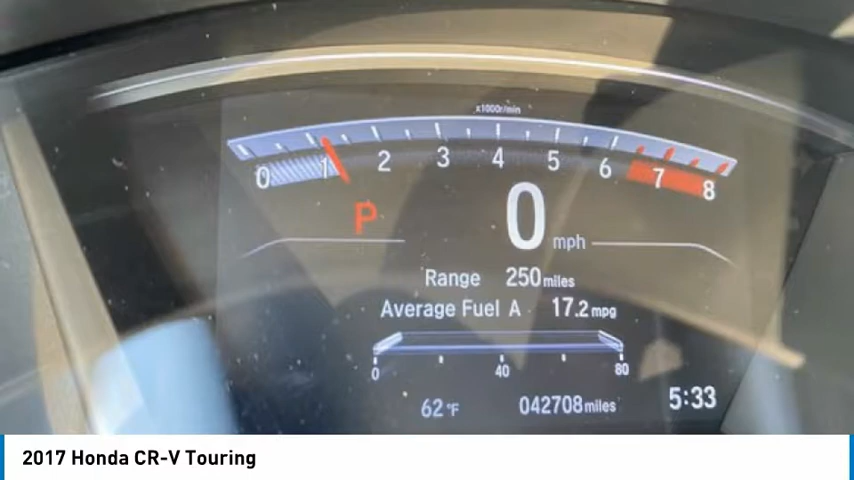 x1000r/min
0 1 2 3 4 5 6 7 8
P 0 mph
Range 250 miles
Average Fuel A 17.2 mpg
0 40 80
62 °F 042708 miles 5:33
2017 Honda CR-V Touring